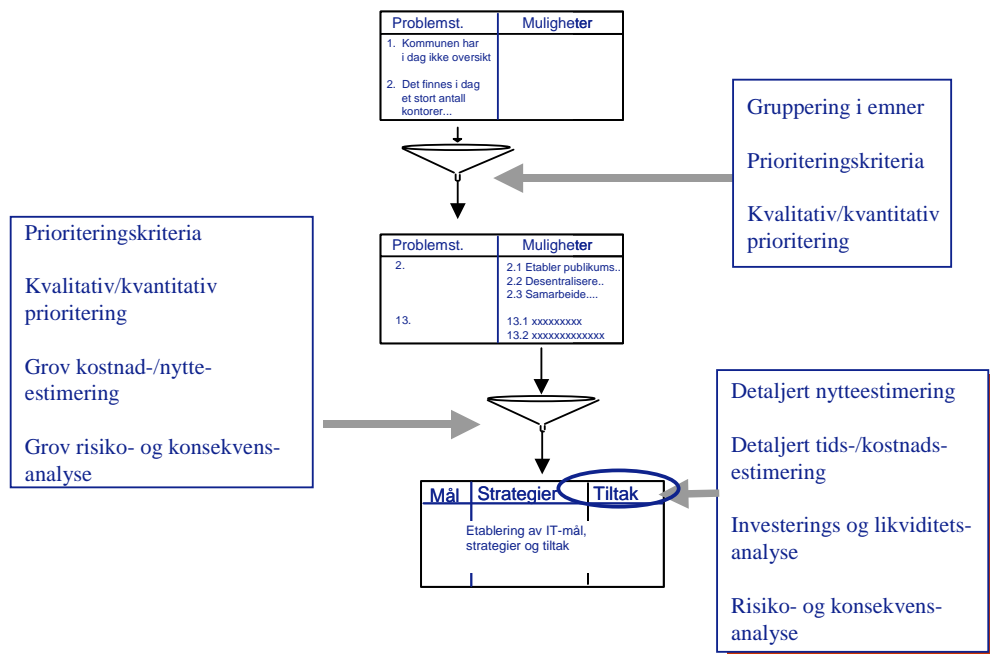 Problemst. Muligheter
1. Kommunen har
i dag ikke oversikt
2. Det finnes i dag
et stort antall
kontorer...
Gruppering i emner
Prioriteringskriteria
Kvalitativ/kvantitativ
prioritering
Prioriteringskriteria
Kvalitativ/kvantitativ
prioritering
Grov kostnad-/nytte-
estimering
Grov risiko- og konsekvens-
analyse
Problemst. Muligheter
2. 2.1 Etabler publikums..
2.2 Desentralisere..
2.3 Samarbeide....
13. 13.1 xxxxxxxxx
13.2 xxxxxxxxxxxxx
Detaljert nytteestimering
Detaljert tids-/kostnads-
estimering
Investerings og likviditets-
analyse
Risiko- og konsekvens-
analyse
Mål Strategier Tiltak
Etablering av IT-mål,
strategier og tiltak